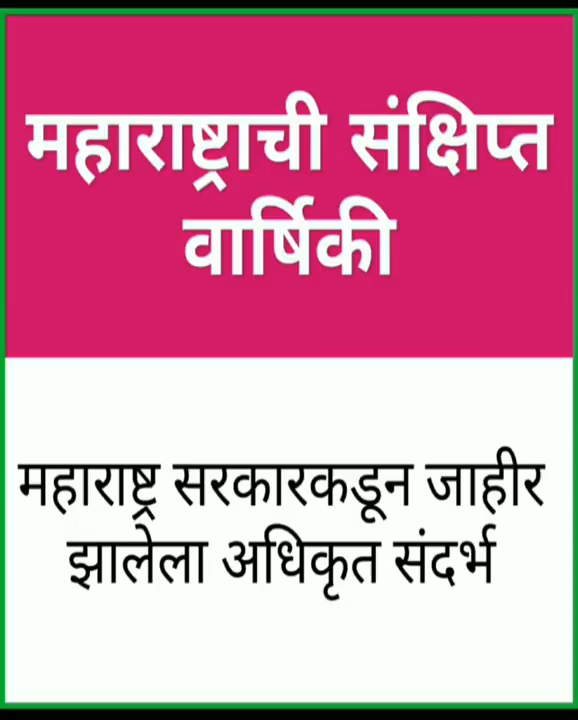 महाराष्ट्राची संक्षिप्त
वार्षिकी
महाराष्ट्र सरकारकडून जाहीर
झालेला अधिकृत संदर्भ